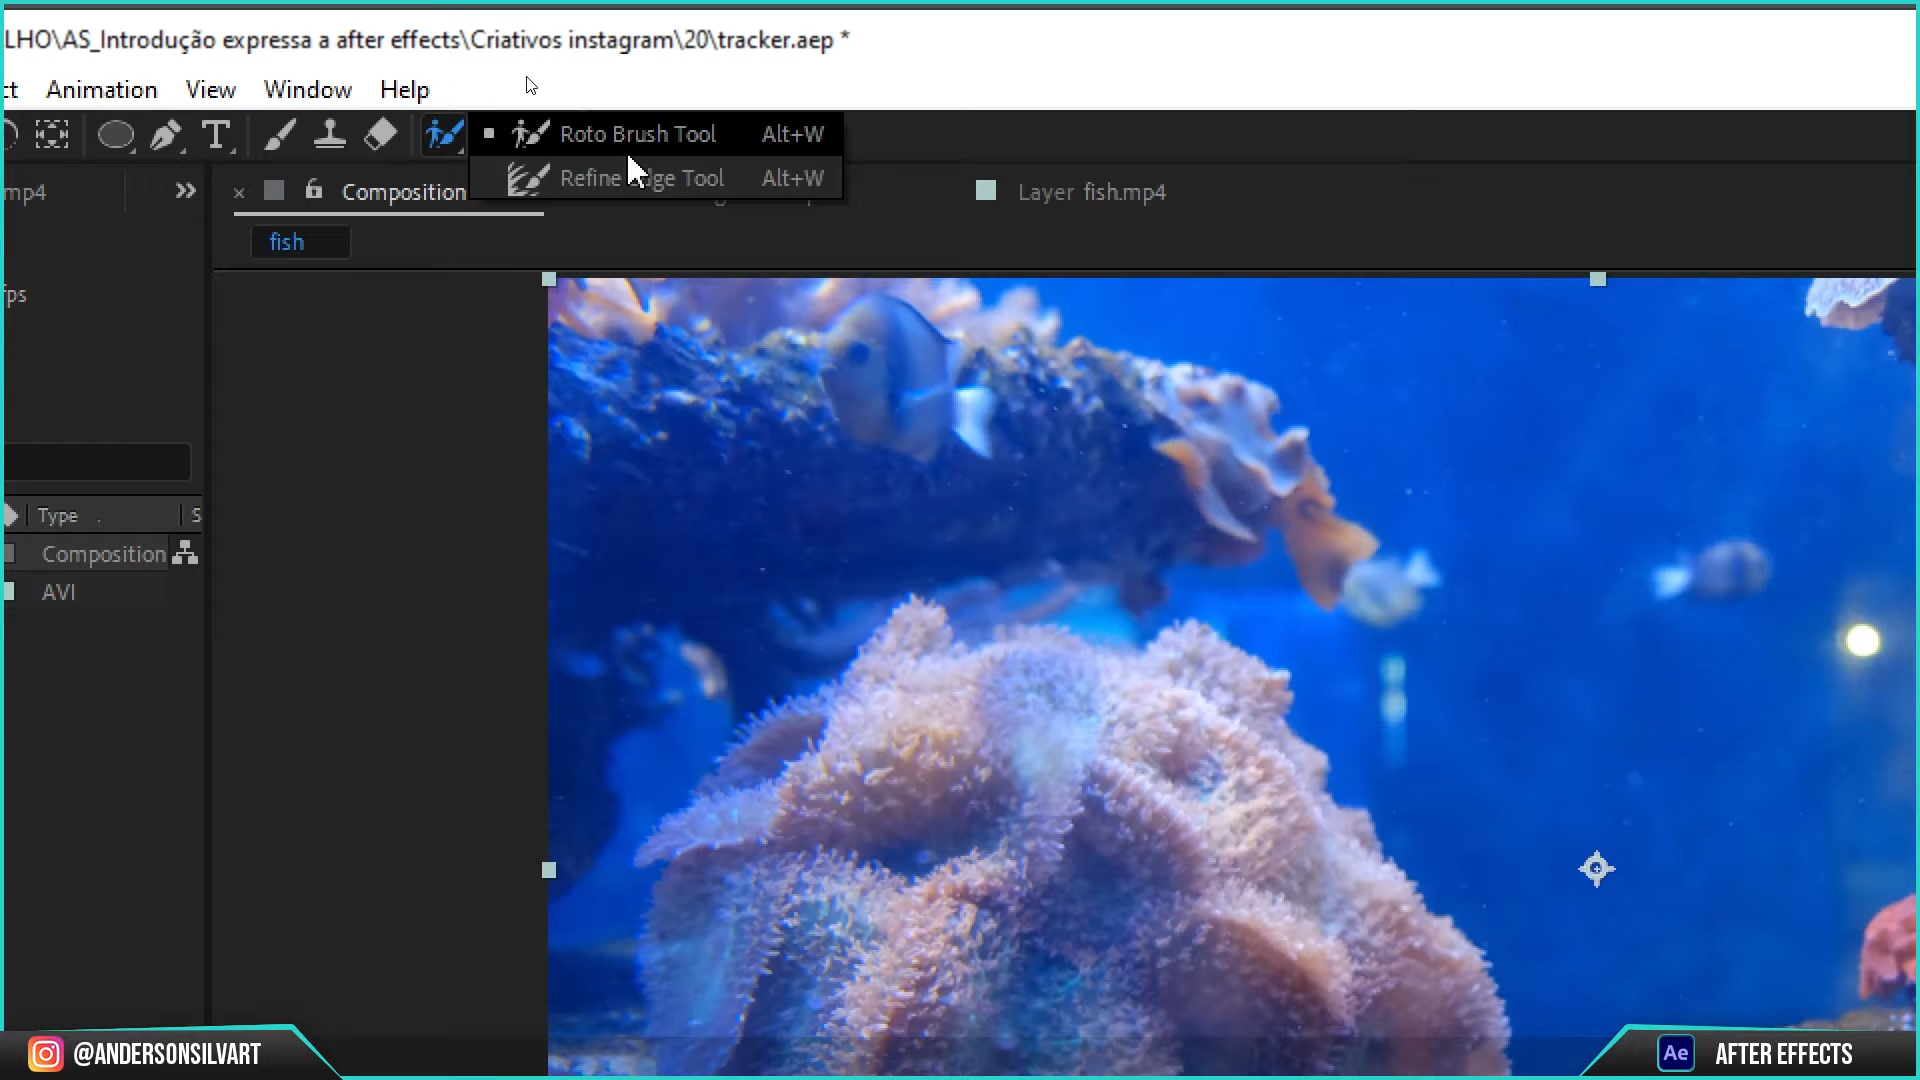 LHO\AS_Introdução expressa a after effects\Criativos instagram\20\tracker.aep *
ct Animation View Window Help
T
Roto Brush Tool Alt+W
Refine Edge Tool Alt+W
mp4
Composition
Layer fish.mp4
fish
fps
Type S
Composition
AVI
@ANDERSONSILVART
Ae AFTER EFFECTS